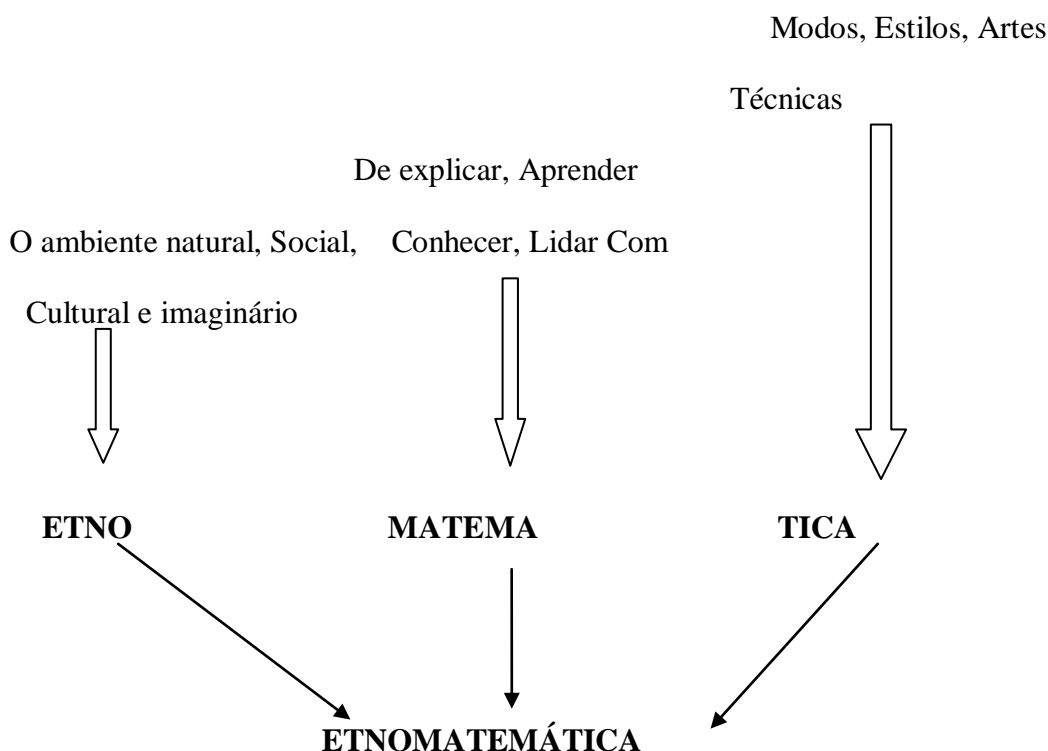 Modos, Estilos, Artes
Técnicas
De explicar, Aprender
O ambiente natural, Social,
Conhecer, Lidar Com
Cultural e imaginário
ETNO
MATEMA
TICA
ETNOMATEMÁTICA